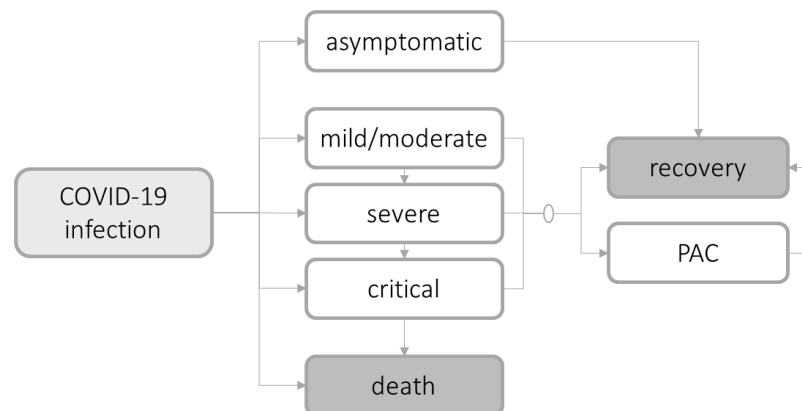 asymptomatic
mild/moderate
COVID-19
infection
severe
critical
death
recovery
PAC